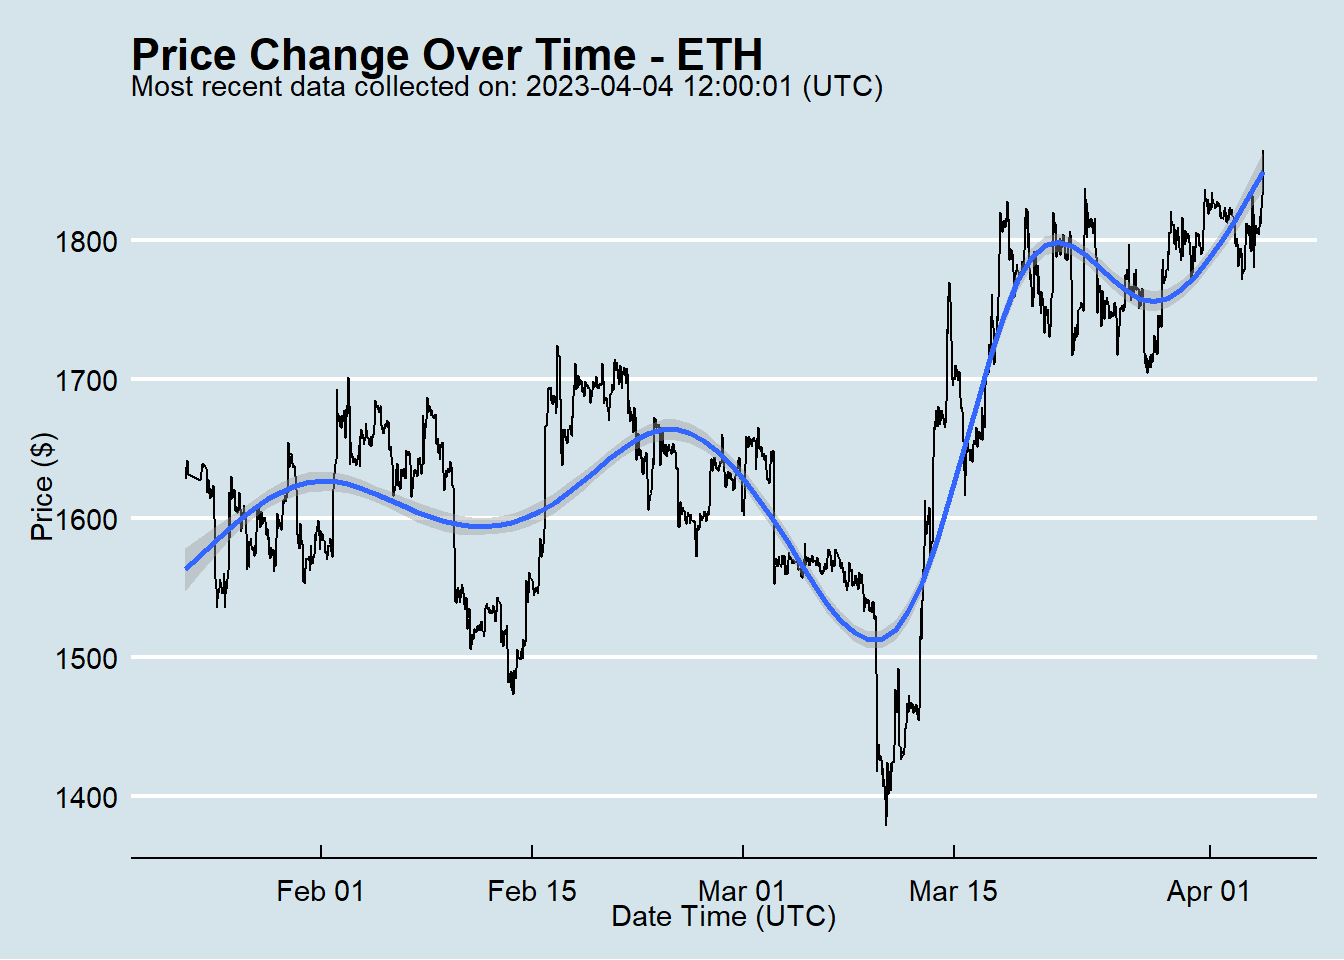 Price Change Over Time - ETH
Most recent data collected on: 2023-04-04 12:00:01 (UTC)
Price ($)
1800
1700
1600
1500
1400
Feb 01
Feb 15
Mar 01
Mar 15
Apr 01
Date Time (UTC)